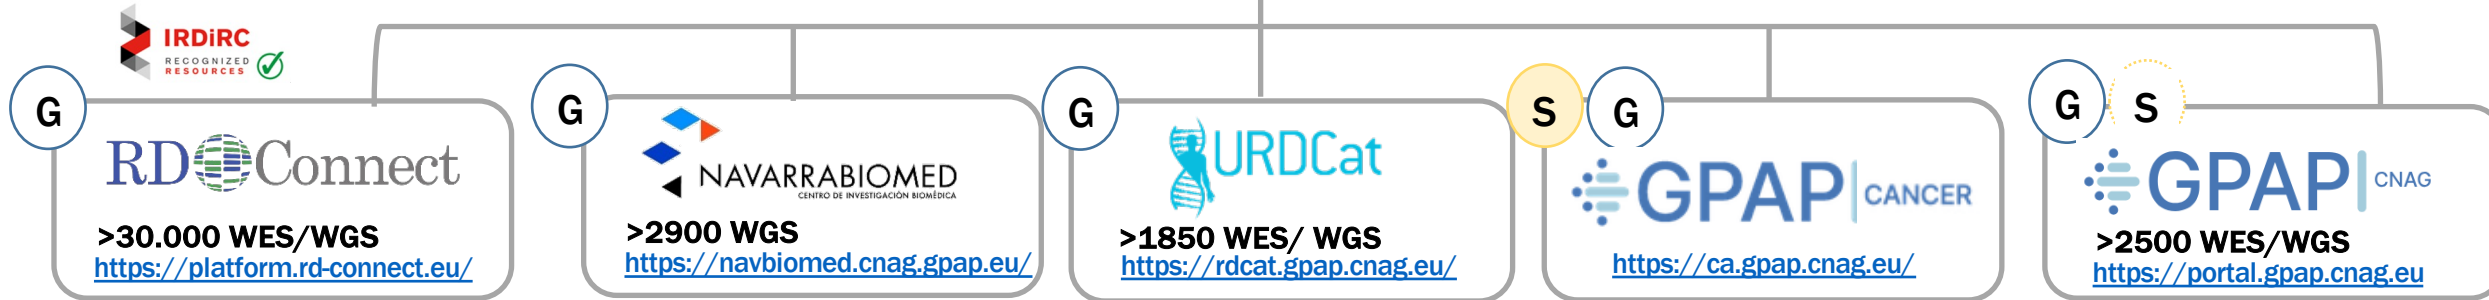 IRDiRC
RECOGNIZED
RESOURCES
G
RD Connect
>30.000 WES/WGS
https://platform.rd-connect.eu/
G
NAVARRABIOMED
CENTRO DE INVESTIGACIÓN BIOMÉDICA
>2900 WGS
https://navbiomed.cnag.gpap.eu/
G
URDCat
>1850 WES/ WGS
https://rdcat.gpap.cnag.eu/
S G
GPAP CANCER
https://ca.gpap.cnag.eu/
G S
GPAP CNAG
>2500 WES/WGS
https://portal.gpap.cnag.eu